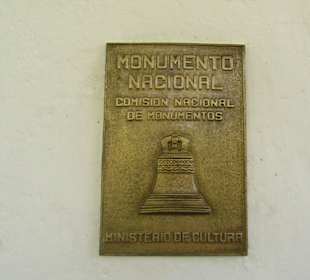 MONUMENTO
NACIONAL
COMISION NACIONAL
DE MONUMENTOS
MINISTERIO DE CULTURA